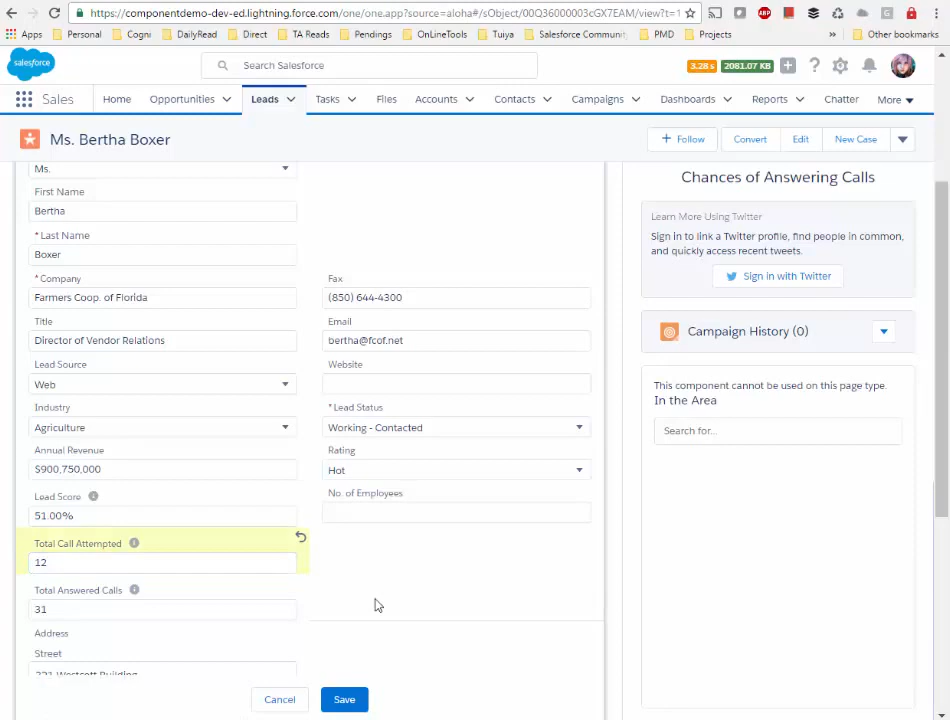 https://componentdemo-dev-ed.lightning.force.com/one/one.app?source=aloha#/sObject/00Q36000003cGX7EAM/view?t=1
Apps Personal Cogni DailyRead Direct TA Reads Pendings OnLineTools Tuiya Salesforce Communit PMD Projects » Other bookmarks
salesforce Search Salesforce 3.28s 2081.07 KB
Sales Home Opportunities Leads Tasks Files Accounts Contacts Campaigns Dashboards Reports Chatter More
Ms. Bertha Boxer + Follow Convert Edit New Case
Ms.
First Name
Bertha
* Last Name
Boxer
* Company
Farmers Coop. of Florida
Title
Director of Vendor Relations
Lead Source
Web
Industry
Agriculture
Annual Revenue
$900,750,000
Lead Score
51.00%
Total Call Attempted
12
Total Answered Calls
31
Address
Street
321 Westcott Building
Fax
(850) 644-4300
Email
bertha@fcof.net
Website
* Lead Status
Working - Contacted
Rating
Hot
No. of Employees
Cancel Save
Chances of Answering Calls
Learn More Using Twitter
Sign in to link a Twitter profile, find people in common,
and quickly access recent tweets.
Sign in with Twitter
Campaign History (0)
This component cannot be used on this page type.
In the Area
Search for...